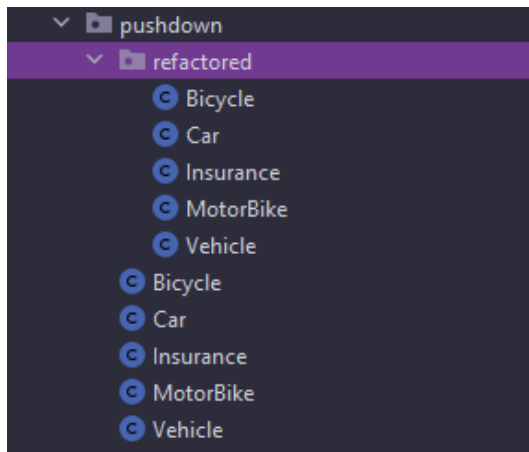 pushdown
refactored
C Bicycle
C Car
C Insurance
C MotorBike
C Vehicle
C Bicycle
C Car
C Insurance
C MotorBike
C Vehicle